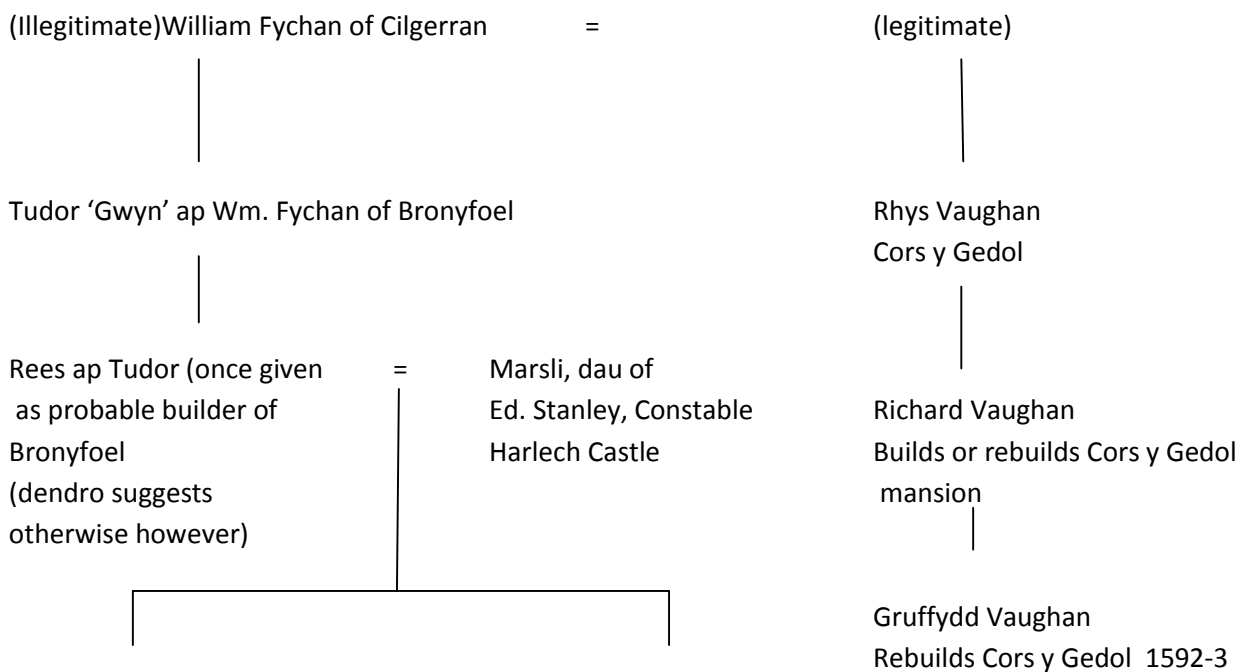 (Illegitimate)William Fychan of Cilgerran = (legitimate)
Tudor ‘Gwyn’ ap Wm. Fychan of Bronyfoel
Rhys Vaughan
Cors y Gedol
Rees ap Tudor (once given
as probable builder of
Bronyfoel
(dendro suggests
otherwise however)
=
Marsli, dau of
Ed. Stanley, Constable
Harlech Castle
Richard Vaughan
Builds or rebuilds Cors y Gedol
mansion
Gruffydd Vaughan
Rebuilds Cors y Gedol 1592-3